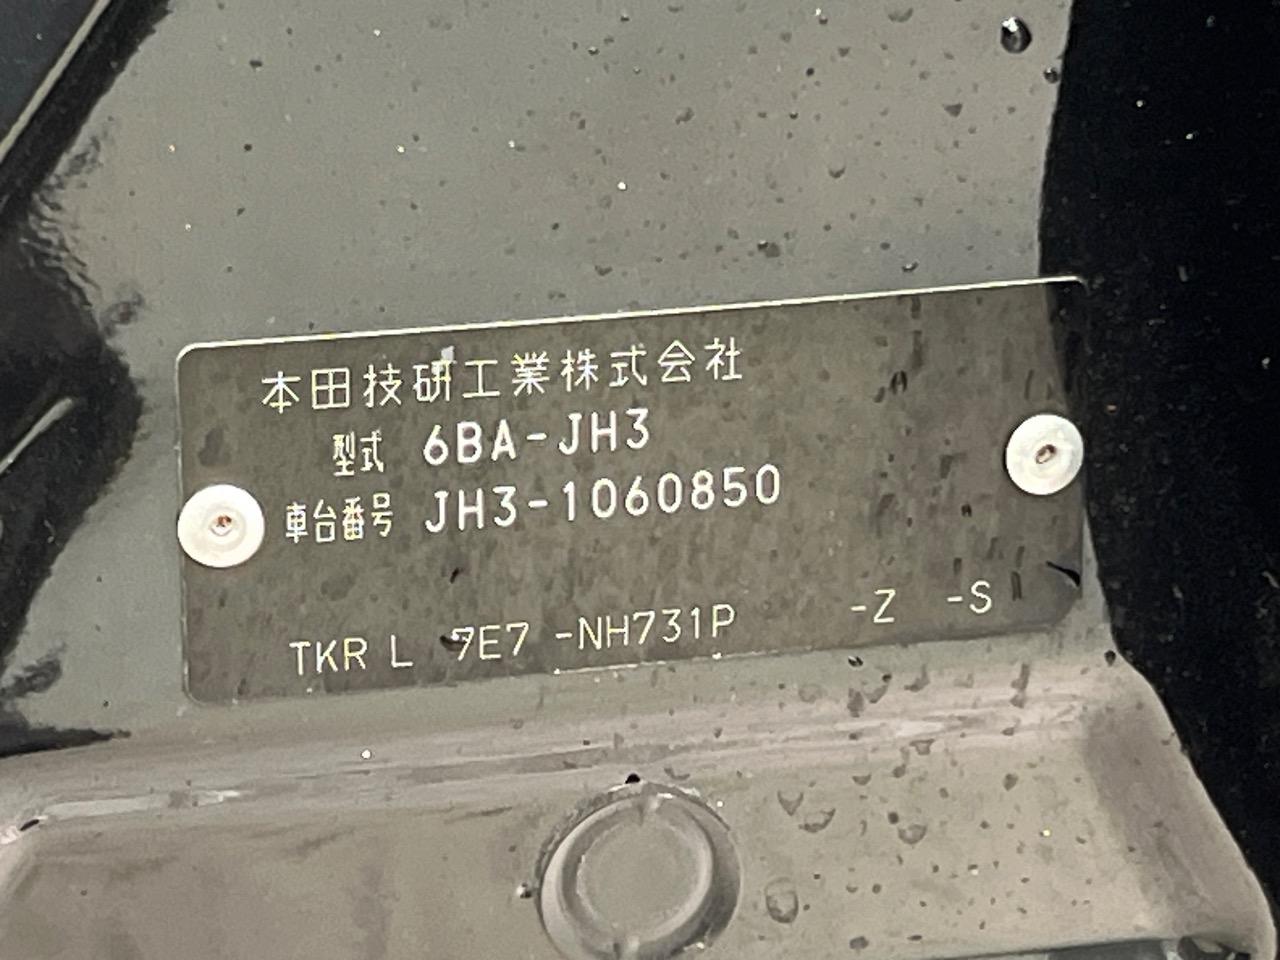 本田技研工業株式会社
型式 6BA-JH3
車台番号 JH3-1060850
TKR L 7E7 -NH731P -Z -S